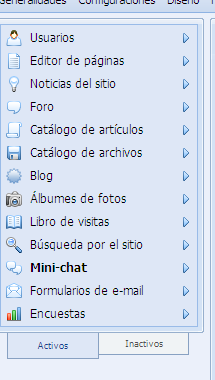 Generalidades Configuraciones Diseño
Usuarios
Editor de páginas
Noticias del sitio
Foro
Catálogo de artículos
Catálogo de archivos
Blog
Álbumes de fotos
Libro de visitas
Búsqueda por el sitio
Mini-chat
Formularios de e-mail
Encuestas
Activos
Inactivos